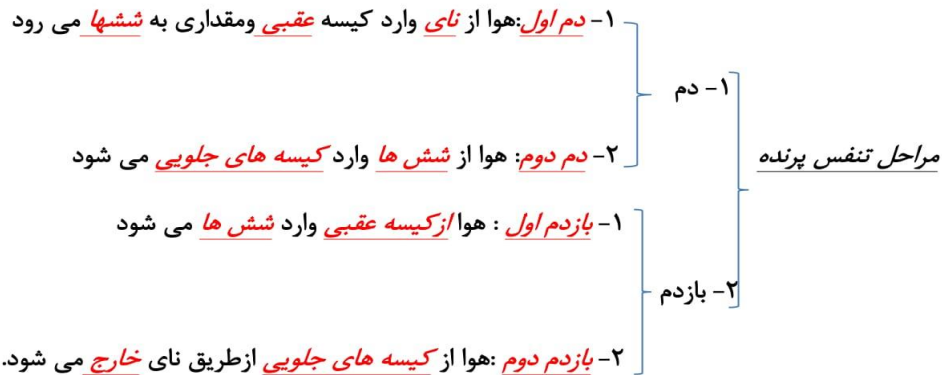 مراحل تنفس پرنده
۱- دم
۱- دم اول:هوا از نای وارد کیسه عقبی ومقداری به ششها می رود
۲- دم دوم: هوا از شش ها وارد کیسه های جلویی می شود
۲- بازدم
۱- بازدم اول : هوا ازکیسه عقبی وارد شش ها می شود
۲- بازدم دوم :هوا از کیسه های جلویی ازطریق نای خارج می شود.